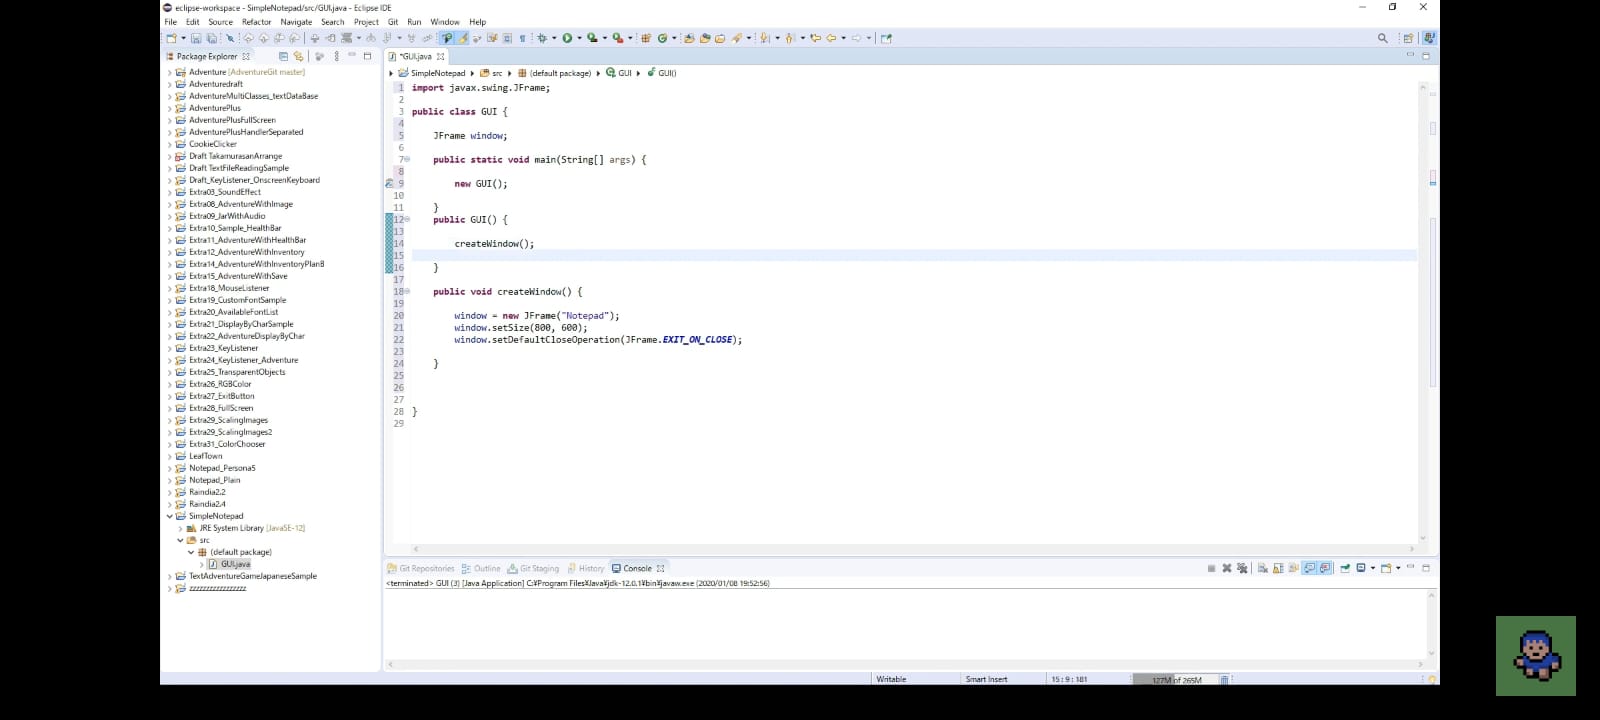 eclipse-workspace - SimpleNotepad/src/GUI.java - Eclipse IDE
File Edit Source Refactor Navigate Search Project Git Run Window Help
Package Explorer
*GUI.java
SimpleNotepad src (default package) GUI GUI()
Adventure [AdventureGit master]
Adventuredraft
AdventureMultiClasses_textDataBase
AdventurePlus
AdventurePlusFullScreen
AdventurePlusHandlerSeparated
CookieClicker
Draft TakamurasanArrange
Draft TextFileReadingSample
Draft_KeyListener_OnscreenKeyboard
Extra03_SoundEffect
Extra08_AdventureWithImage
Extra09_JarWithAudio
Extra10_Sample_HealthBar
Extra11_AdventureWithHealthBar
Extra12_AdventureWithInventory
Extra14_AdventureWithInventoryPlanB
Extra15_AdventureWithSave
Extra18_MouseListener
Extra19_CustomFontSample
Extra20_AvailableFontList
Extra21_DisplayByCharSample
Extra22_AdventureDisplayByChar
Extra23_KeyListener
Extra24_KeyListener_Adventure
Extra25_TransparentObjects
Extra26_RGBColor
Extra27_ExitButton
Extra28_FullScreen
Extra29_ScalingImages
Extra29_ScalingImages2
Extra31_ColorChooser
LeafTown
Notepad_Persona5
Notepad_Plain
Raindia2.2
Raindia2.4
SimpleNotepad
JRE System Library [JavaSE-12]
src
(default package)
GUI.java
TextAdventureGameJapaneseSample
1 import javax.swing.JFrame;
2
3 public class GUI {
4
5 JFrame window;
6
7 public static void main(String[] args) {
8
9 new GUI();
10
11 }
12 public GUI() {
13
14 createWindow();
15
16 }
17
18 public void createWindow() {
19
20 window = new JFrame("Notepad");
21 window.setSize(800, 600);
22 window.setDefaultCloseOperation(JFrame.EXIT_ON_CLOSE);
23
24 }
25
26
27
28 }
29
Git Repositories Outline Git Staging History Console
<terminated> GUI (3) [Java Application] C:¥Program Files¥Java¥jdk-12.0.1¥bin¥javaw.exe (2020/01/08 19:52:56)
Writable Smart Insert 15 : 9 : 181 127M of 265M